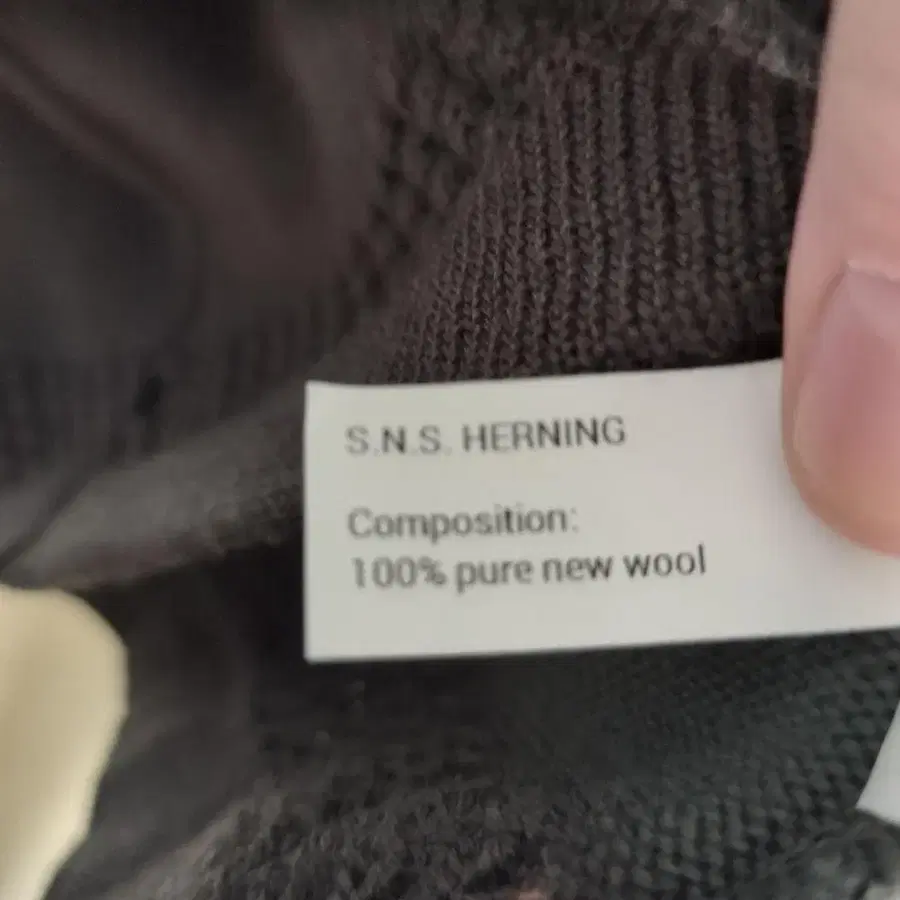 S.N.S. HERNING
Composition:
100% pure new wool